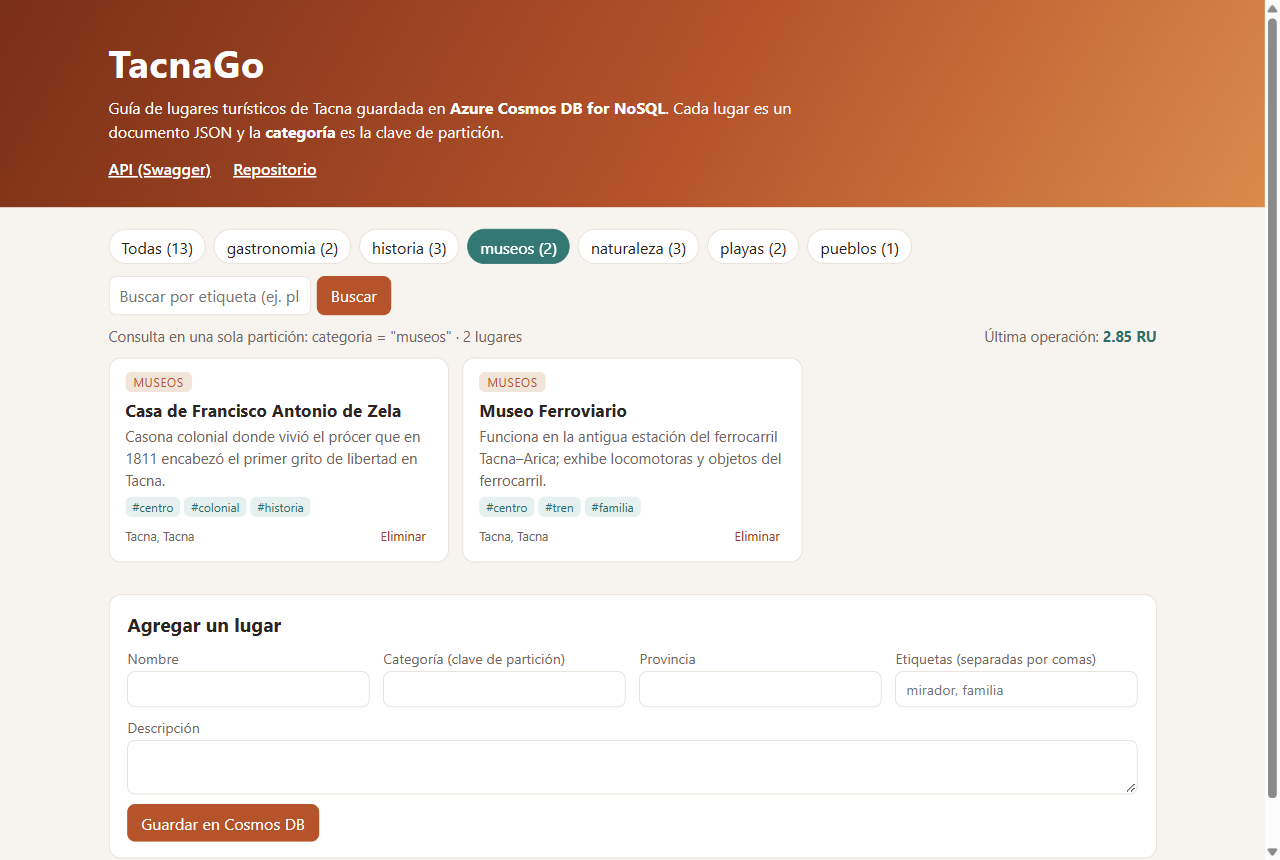 TacnaGo
Guía de lugares turísticos de Tacna guardada en Azure Cosmos DB for NoSQL. Cada lugar es un
documento JSON y la categoría es la clave de partición.
API (Swagger) Repositorio
Todas (13) gastronomia (2) historia (3) museos (2) naturaleza (3) playas (2) pueblos (1)
Buscar por etiqueta (ej. pl Buscar
Consulta en una sola partición: categoria = "museos" · 2 lugares Última operación: 2.85 RU
MUSEOS
Casa de Francisco Antonio de Zela
Casona colonial donde vivió el prócer que en
1811 encabezó el primer grito de libertad en
Tacna.
#centro #colonial #historia
Tacna, Tacna Eliminar
MUSEOS
Museo Ferroviario
Funciona en la antigua estación del ferrocarril
Tacna–Arica; exhibe locomotoras y objetos del
ferrocarril.
#centro #tren #familia
Tacna, Tacna Eliminar
Agregar un lugar
Nombre Categoría (clave de partición) Provincia Etiquetas (separadas por comas)
mirador, familia
Descripción
Guardar en Cosmos DB